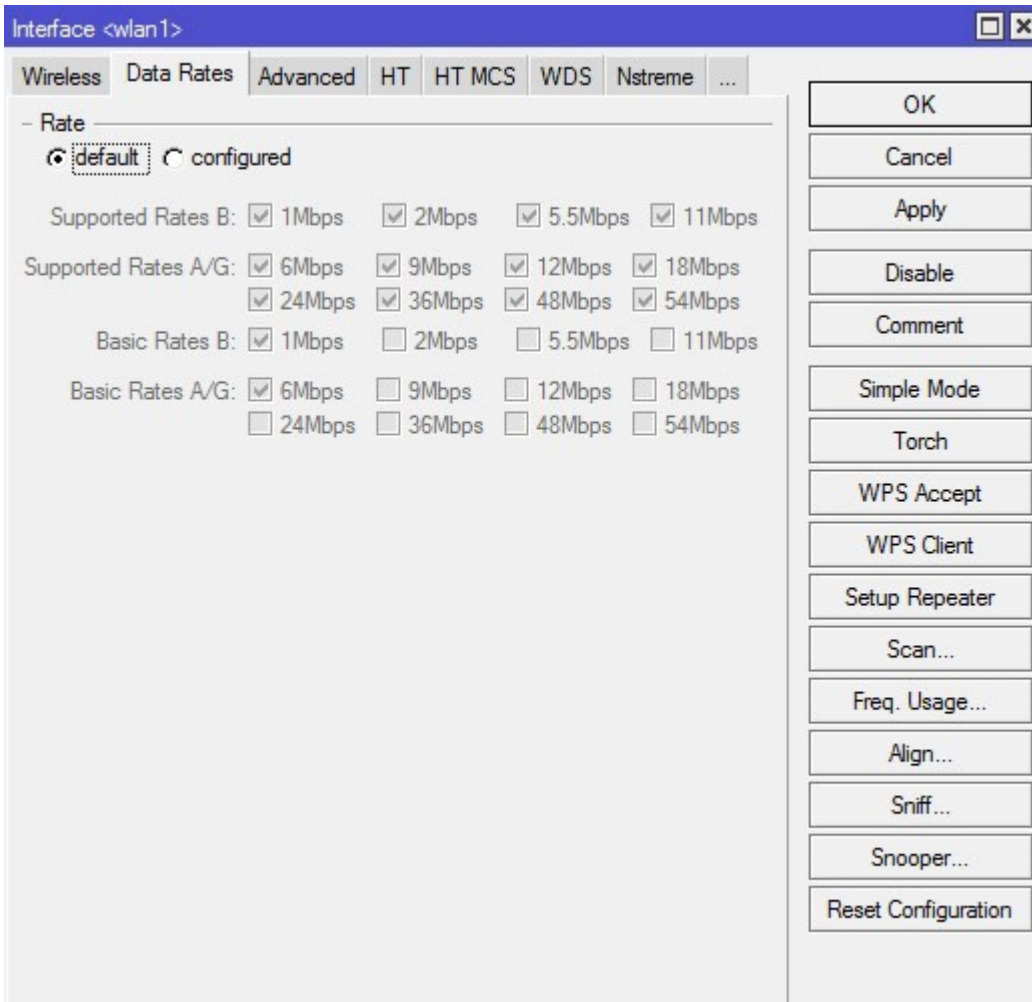 Interface <wlan1>
Wireless Data Rates Advanced HT HT MCS WDS Nstreme ...
Rate
default configured
Supported Rates B: 1Mbps 2Mbps 5.5Mbps 11Mbps
Supported Rates A/G: 6Mbps 9Mbps 12Mbps 18Mbps
24Mbps 36Mbps 48Mbps 54Mbps
Basic Rates B: 1Mbps 2Mbps 5.5Mbps 11Mbps
Basic Rates A/G: 6Mbps 9Mbps 12Mbps 18Mbps
24Mbps 36Mbps 48Mbps 54Mbps
OK
Cancel
Apply
Disable
Comment
Simple Mode
Torch
WPS Accept
WPS Client
Setup Repeater
Scan...
Freq. Usage...
Align...
Sniff...
Snooper...
Reset Configuration